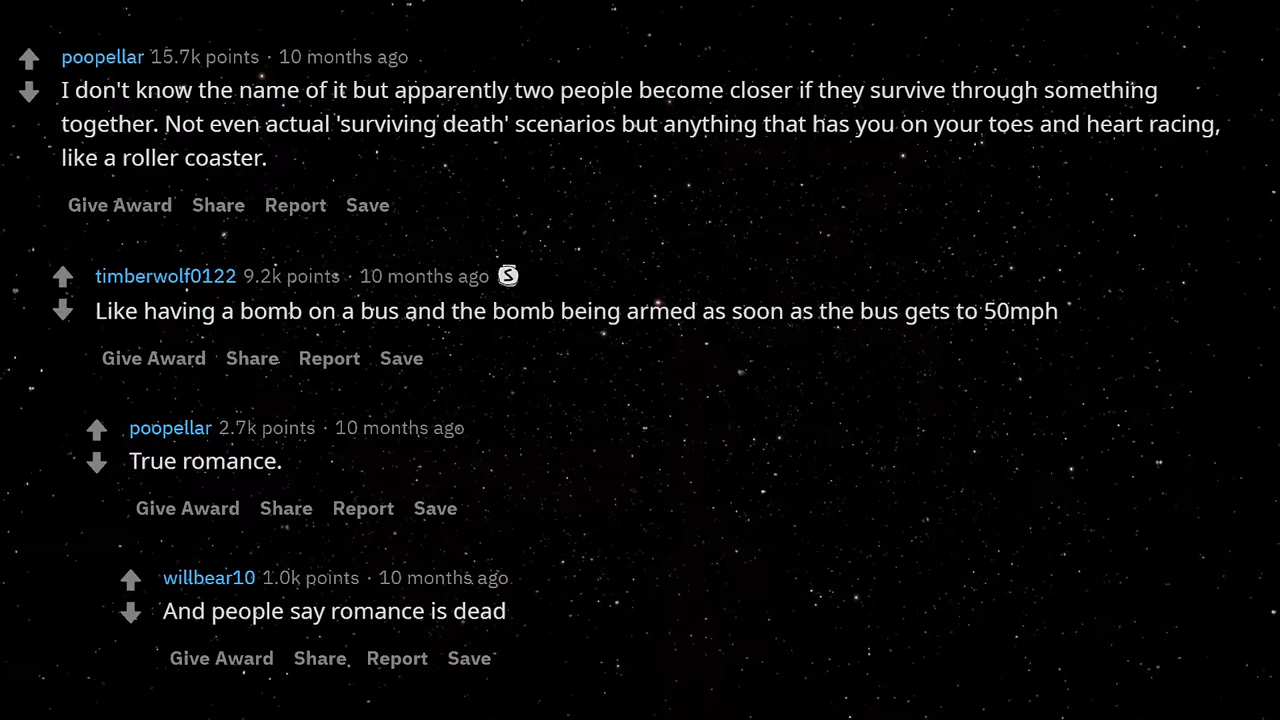 poopellar 15.7k points · 10 months ago
I don't know the name of it but apparently two people become closer if they survive through something
together. Not even actual 'surviving death' scenarios but anything that has you on your toes and heart racing,
like a roller coaster.
Give Award Share Report Save
timberwolf0122 9.2k points · 10 months ago S
Like having a bomb on a bus and the bomb being armed as soon as the bus gets to 50mph
Give Award Share Report Save
poopellar 2.7k points · 10 months ago
True romance.
Give Award Share Report Save
willbear10 1.0k points · 10 months ago
And people say romance is dead
Give Award Share Report Save